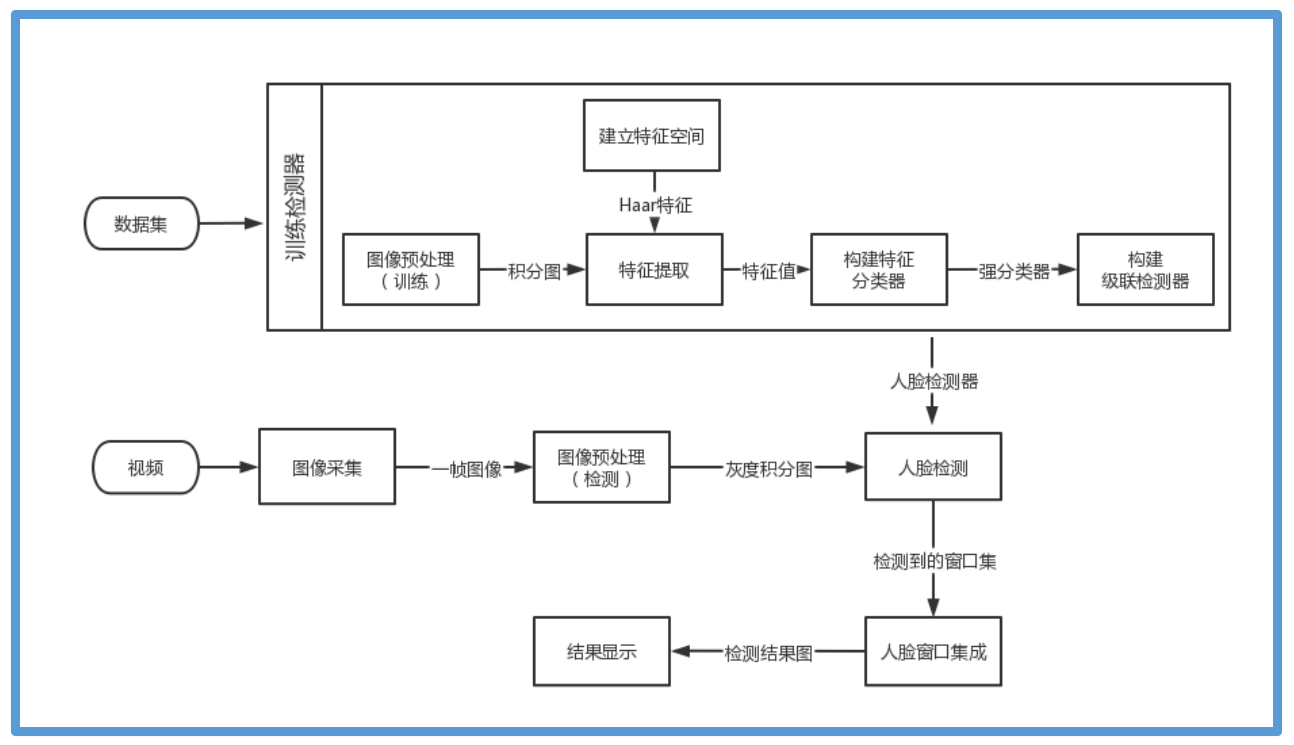 建立特征空间
Haar特征
训练检测器
数据集
图像预处理
（训练）
积分图
特征提取
特征值
构建特征
分类器
强分类器
构建
级联检测器
人脸检测器
视频
图像采集
一帧图像
图像预处理
（检测）
灰度积分图
人脸检测
检测到的窗口集
结果显示
检测结果图
人脸窗口集成